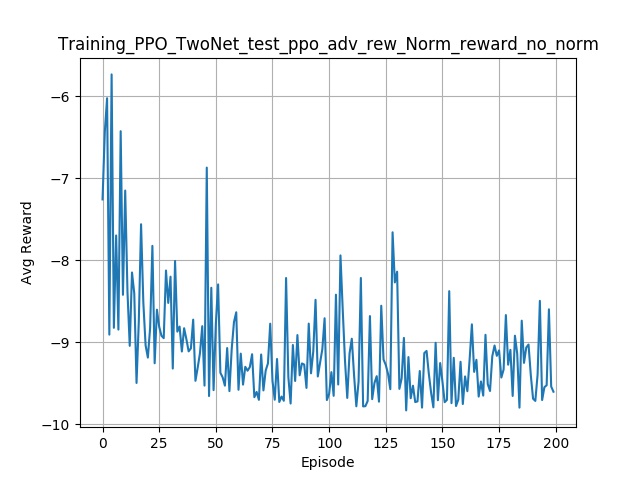 Training_PPO_TwoNet_test_ppo_adv_rew_Norm_reward_no_norm
−6
−7
−8
−9
−10
Avg Reward
0 25 50 75 100 125 150 175 200
Episode